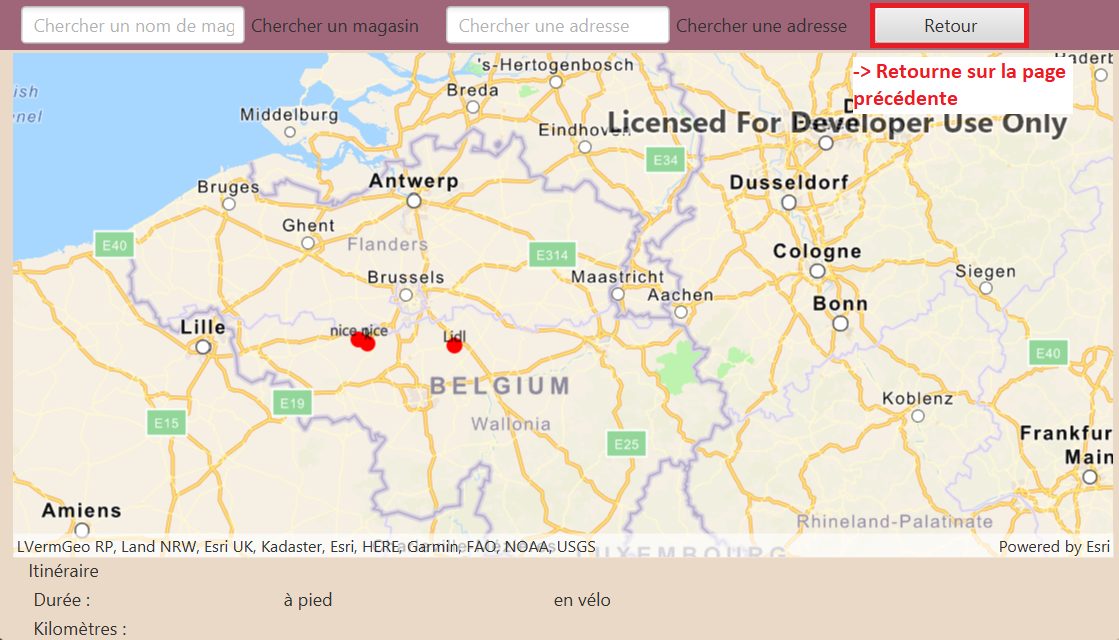 Chercher un nom de mag
Chercher un magasin
Chercher une adresse
Chercher une adresse
Retour
-> Retourne sur la page
précédente
Licensed For Developer Use Only
's-Hertogenbosch
Breda
Middelburg
Eindhoven
E34
Antwerp
Bruges
Dusseldorf
Ghent
E40
Flanders
E314
Cologne
Brussels
Maastricht
Siegen
Aachen
Bonn
Lille
nice nice
Lidl
E40
BELGIUM
E19
Koblenz
E15
Wallonia
E25
Frankfur
Main
Amiens
Rhineland-Palatinate
LUXEMBOURG
LVermGeo RP, Land NRW, Esri UK, Kadaster, Esri, HERE, Garmin, FAO, NOAA, USGS
Powered by Esri
Itinéraire
Durée :
à pied
en vélo
Kilomètres :